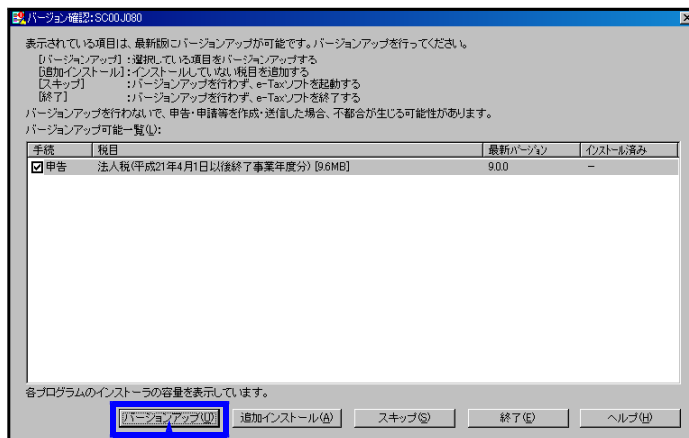 バージョン確認:SC00J080
表示されている項目は、最新版にバージョンアップが可能です。バージョンアップを行ってください。
[バージョンアップ]:選択している項目をバージョンアップする
[追加インストール]:インストールしていない税目を追加する
[スキップ] :バージョンアップを行わず、e-Taxソフトを起動する
[終了] :バージョンアップを行わず、e-Taxソフトを終了する
バージョンアップを行わないで、申告・申請等を作成・送信した場合、不都合が生じる可能性があります。
バージョンアップ可能一覧(L):
手続 税目 最新バージョン インストール済み
申告 法人税(平成21年4月1日以後終了事業年度分) [9.6MB] 9.0.0 -
各プログラムのインストーラの容量を表示しています。
バージョンアップ(U) 追加インストール(A) スキップ(S) 終了(E) ヘルプ(H)